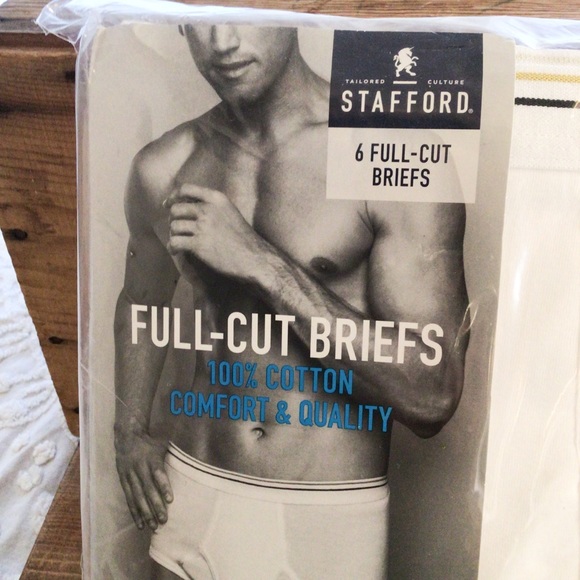 TAILORED CULTURE
STAFFORD®
6 FULL-CUT
BRIEFS
FULL-CUT BRIEFS
100% COTTON
COMFORT & QUALITY